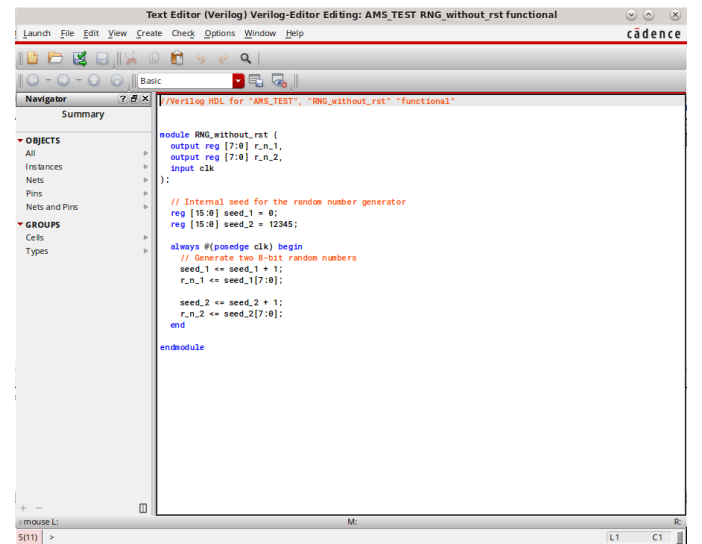 Text Editor (Verilog) Verilog-Editor Editing: AMS_TEST RNG_without_rst functional
Launch File Edit View Create Check Options Window Help
cādence
Basic
Navigator
Summary
OBJECTS
All
Instances
Nets
Pins
Nets and Pins
GROUPS
Cells
Types
//Verilog HDL for "AMS_TEST", "RNG_without_rst" "functional"
module RNG_without_rst (
output reg [7:0] r_n_1,
output reg [7:0] r_n_2,
input clk
);
// Internal seed for the random number generator
reg [15:0] seed_1 = 0;
reg [15:0] seed_2 = 12345;
always @(posedge clk) begin
// Generate two 8-bit random numbers
seed_1 <= seed_1 + 1;
r_n_1 <= seed_1[7:0];
seed_2 <= seed_2 + 1;
r_n_2 <= seed_2[7:0];
end
endmodule
mouse L: M: R:
5(11) > L1 C1